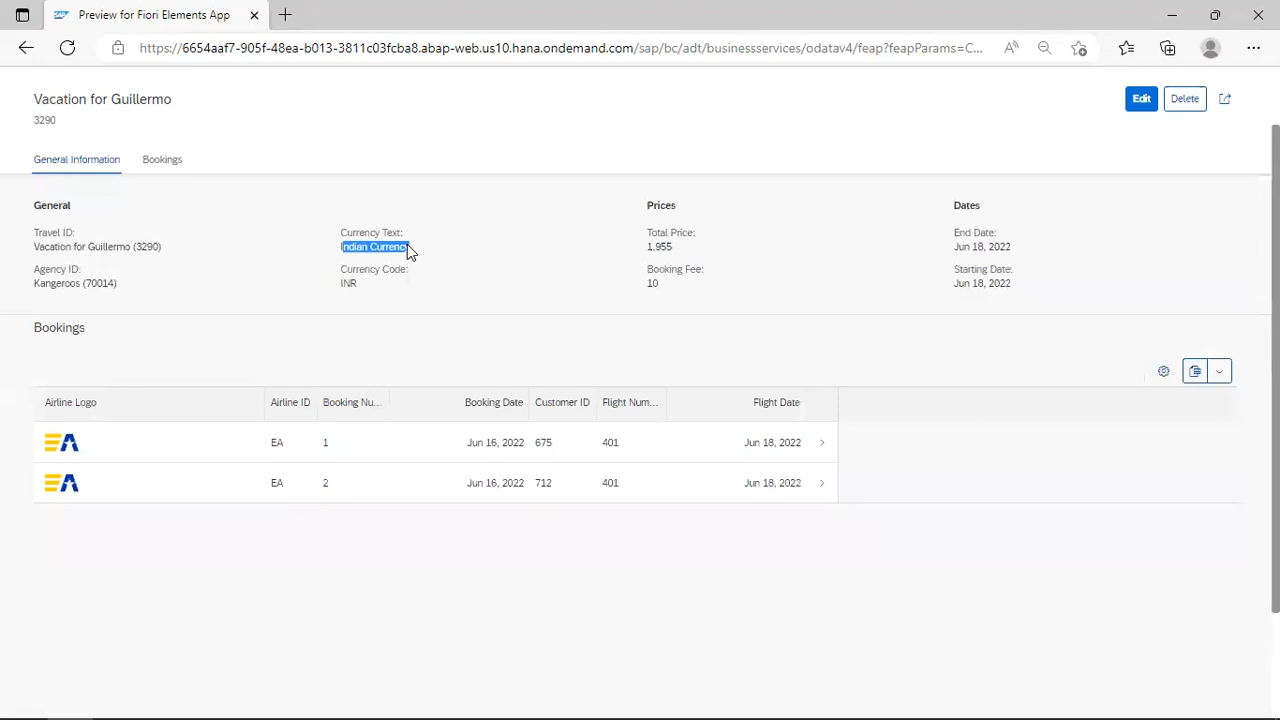 SAP Preview for Fiori Elements App
https://6654aaf7-905f-48ea-b013-3811c03fcba8.abap-web.us10.hana.ondemand.com/sap/bc/adt/businessservices/odatav4/feap?feapParams=C...
Vacation for Guillermo
3290
Edit Delete
General Information Bookings
General Prices Dates
Travel ID: Currency Text: Total Price: End Date:
Vacation for Guillermo (3290) Indian Currency 1.955 Jun 18, 2022
Agency ID: Currency Code: Booking Fee: Starting Date:
Kangeroos (70014) INR 10 Jun 18, 2022
Bookings
Airline Logo Airline ID Booking Nu... Booking Date Customer ID Flight Num... Flight Date
EA EA 1 Jun 16, 2022 675 401 Jun 18, 2022
EA EA 2 Jun 16, 2022 712 401 Jun 18, 2022